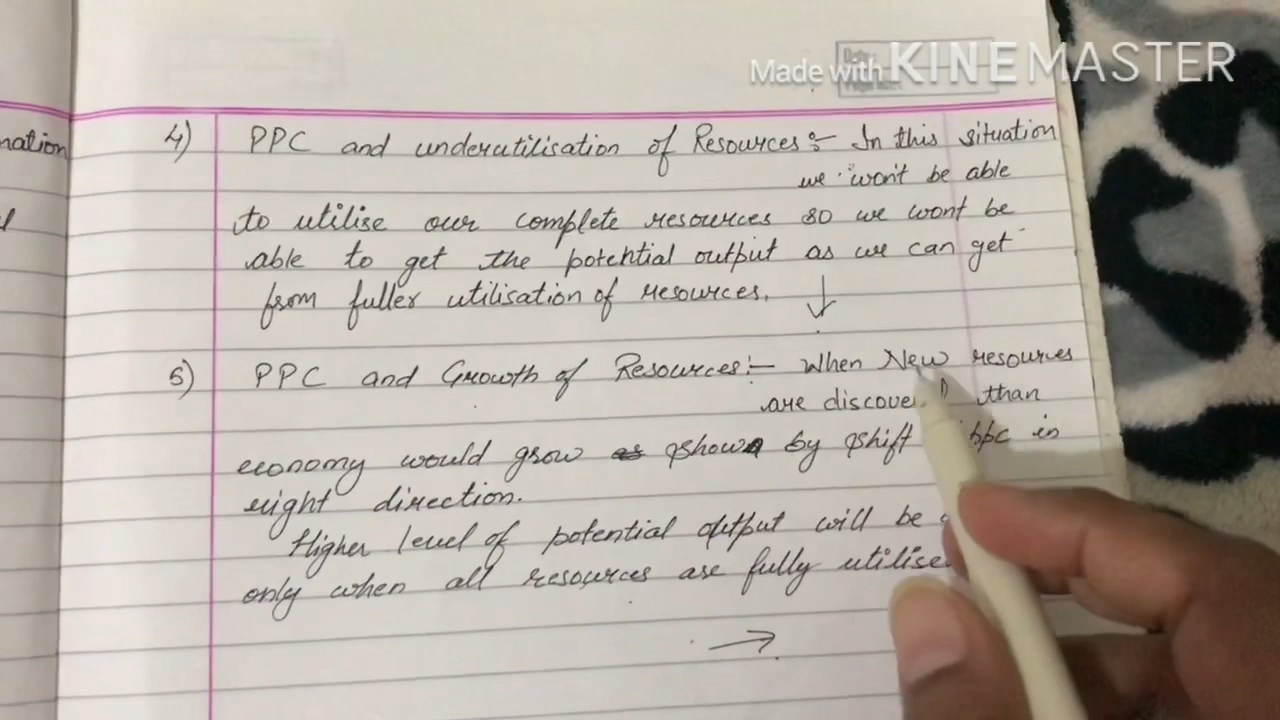 Made with KINEMASTER
nation
4) PPC and underutilisation of Resources :- In this situation
we won't be able
to utilise our complete resources so we wont be
able to get the potential output as we can get
from fuller utilisation of resources. ↓
5) PPC and Growth of Resources :- When New resources
are than
economy would grow as show by shift ppc in
right direction.
Higher level of potential output will be
only when all resources are fully
→